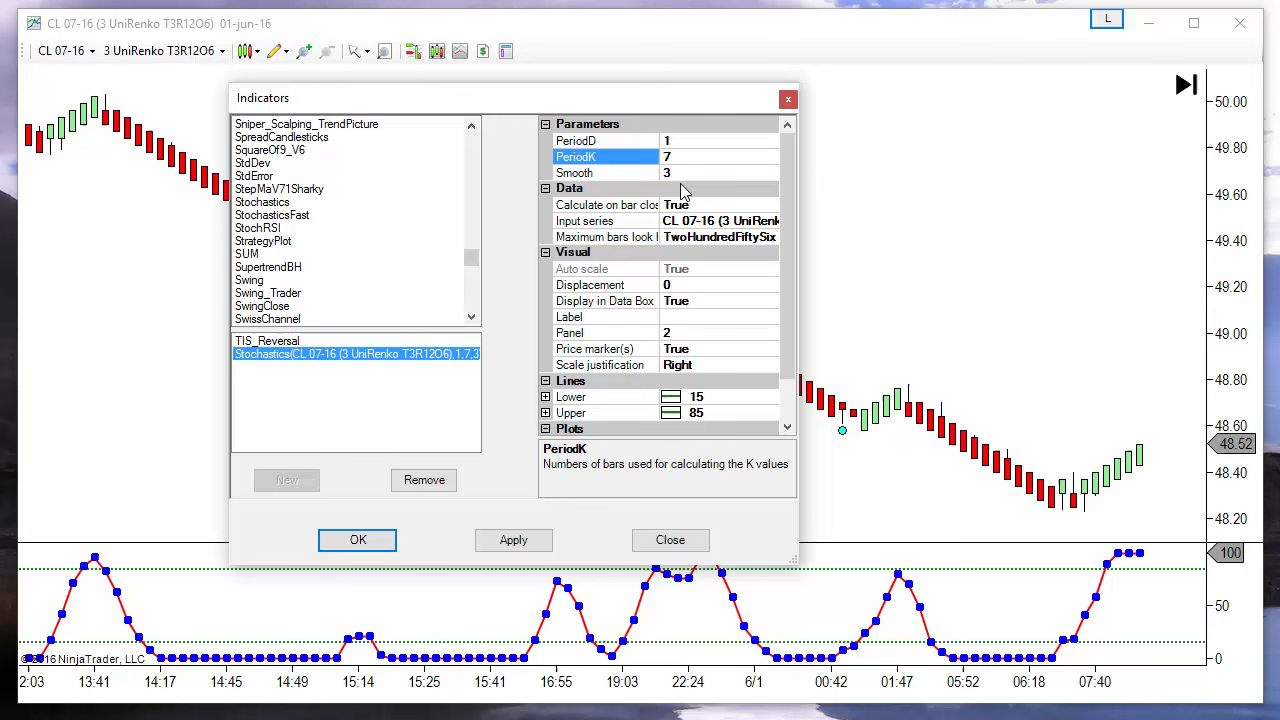 CL 07-16 (3 UniRenko T3R12O6)  01-jun-16
L
CL 07-16
3 UniRenko T3R12O6
$
Indicators
x
Sniper_Scalping_TrendPicture
SpreadCandlesticks
SquareOf9_V6
StdDev
StdError
StepMaV71Sharky
Stochastics
StochasticsFast
StochRSI
StrategyPlot
SUM
SupertrendBH
Swing
Swing_Trader
SwingClose
SwissChannel
TIS_Reversal
Stochastics(CL 07-16 (3 UniRenko T3R12O6),1,7,3
New
Remove
Parameters
PeriodD 1
PeriodK 7
Smooth 3
Data
Calculate on bar clos True
Input series CL 07-16 (3 UniRenk
Maximum bars look l TwoHundredFiftySix
Visual
Auto scale True
Displacement 0
Display in Data Box True
Label
Panel 2
Price marker(s) True
Scale justification Right
Lines
Lower 15
Upper 85
Plots
PeriodK
Numbers of bars used for calculating the K values
OK
Apply
Close
50.00
49.80
49.60
49.40
49.20
49.00
48.80
48.60
48.52
48.40
48.20
100
50
0
© 2016 NinjaTrader, LLC
2:03 13:41 14:17 14:45 14:49 15:14 15:25 15:41 16:55 19:03 22:24 6/1 00:42 01:47 05:52 06:18 07:40